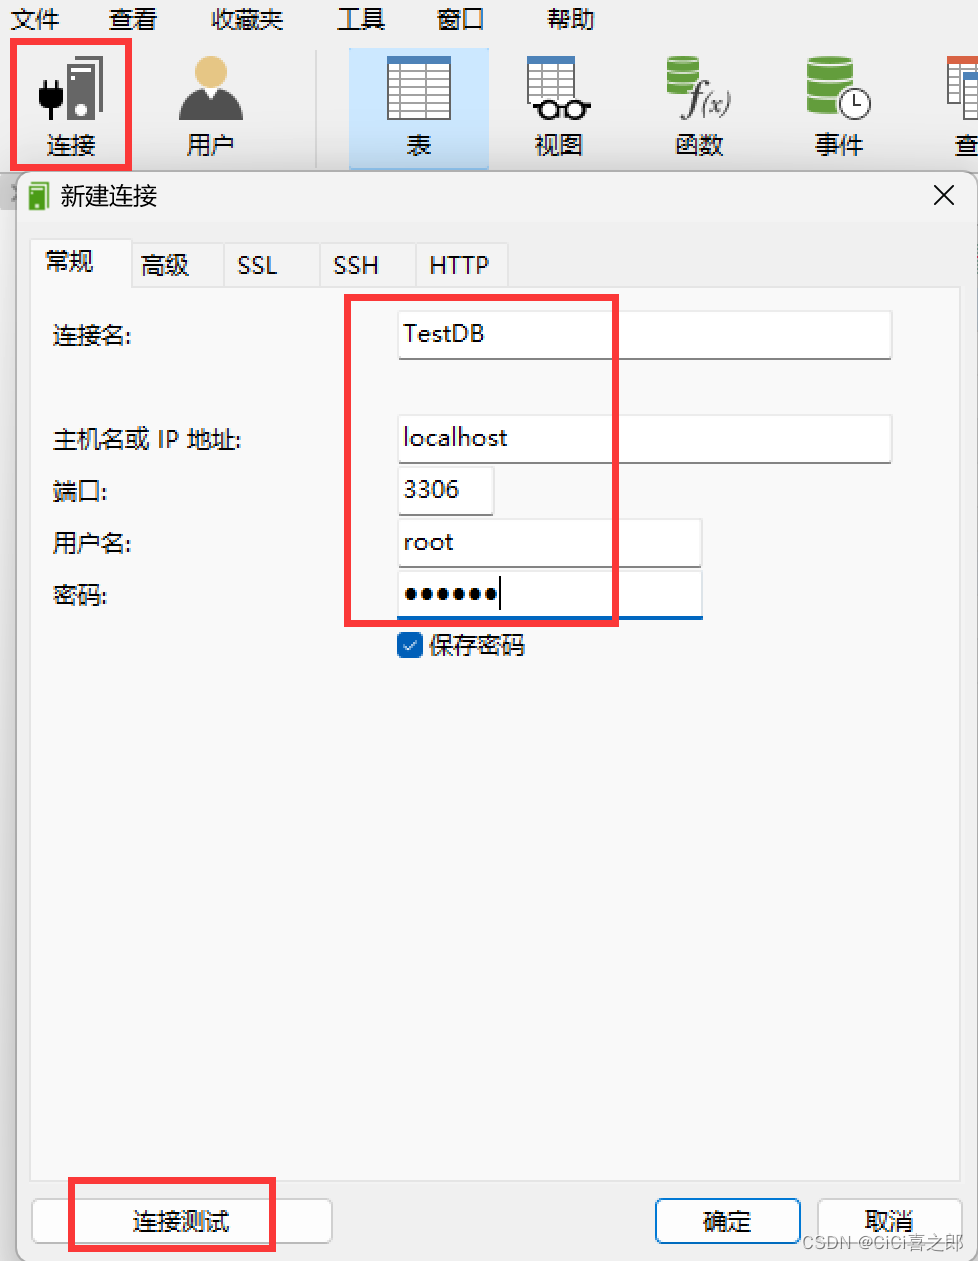 文件 查看 收藏夹 工具 窗口 帮助
连接 用户 表 视图 函数 事件 查
新建连接
常规 高级 SSL SSH HTTP
连接名: TestDB
主机名或 IP 地址: localhost
端口: 3306
用户名: root
密码: ●●●●●●
保存密码
连接测试 确定 取消
CSDN @CiCi喜之郎